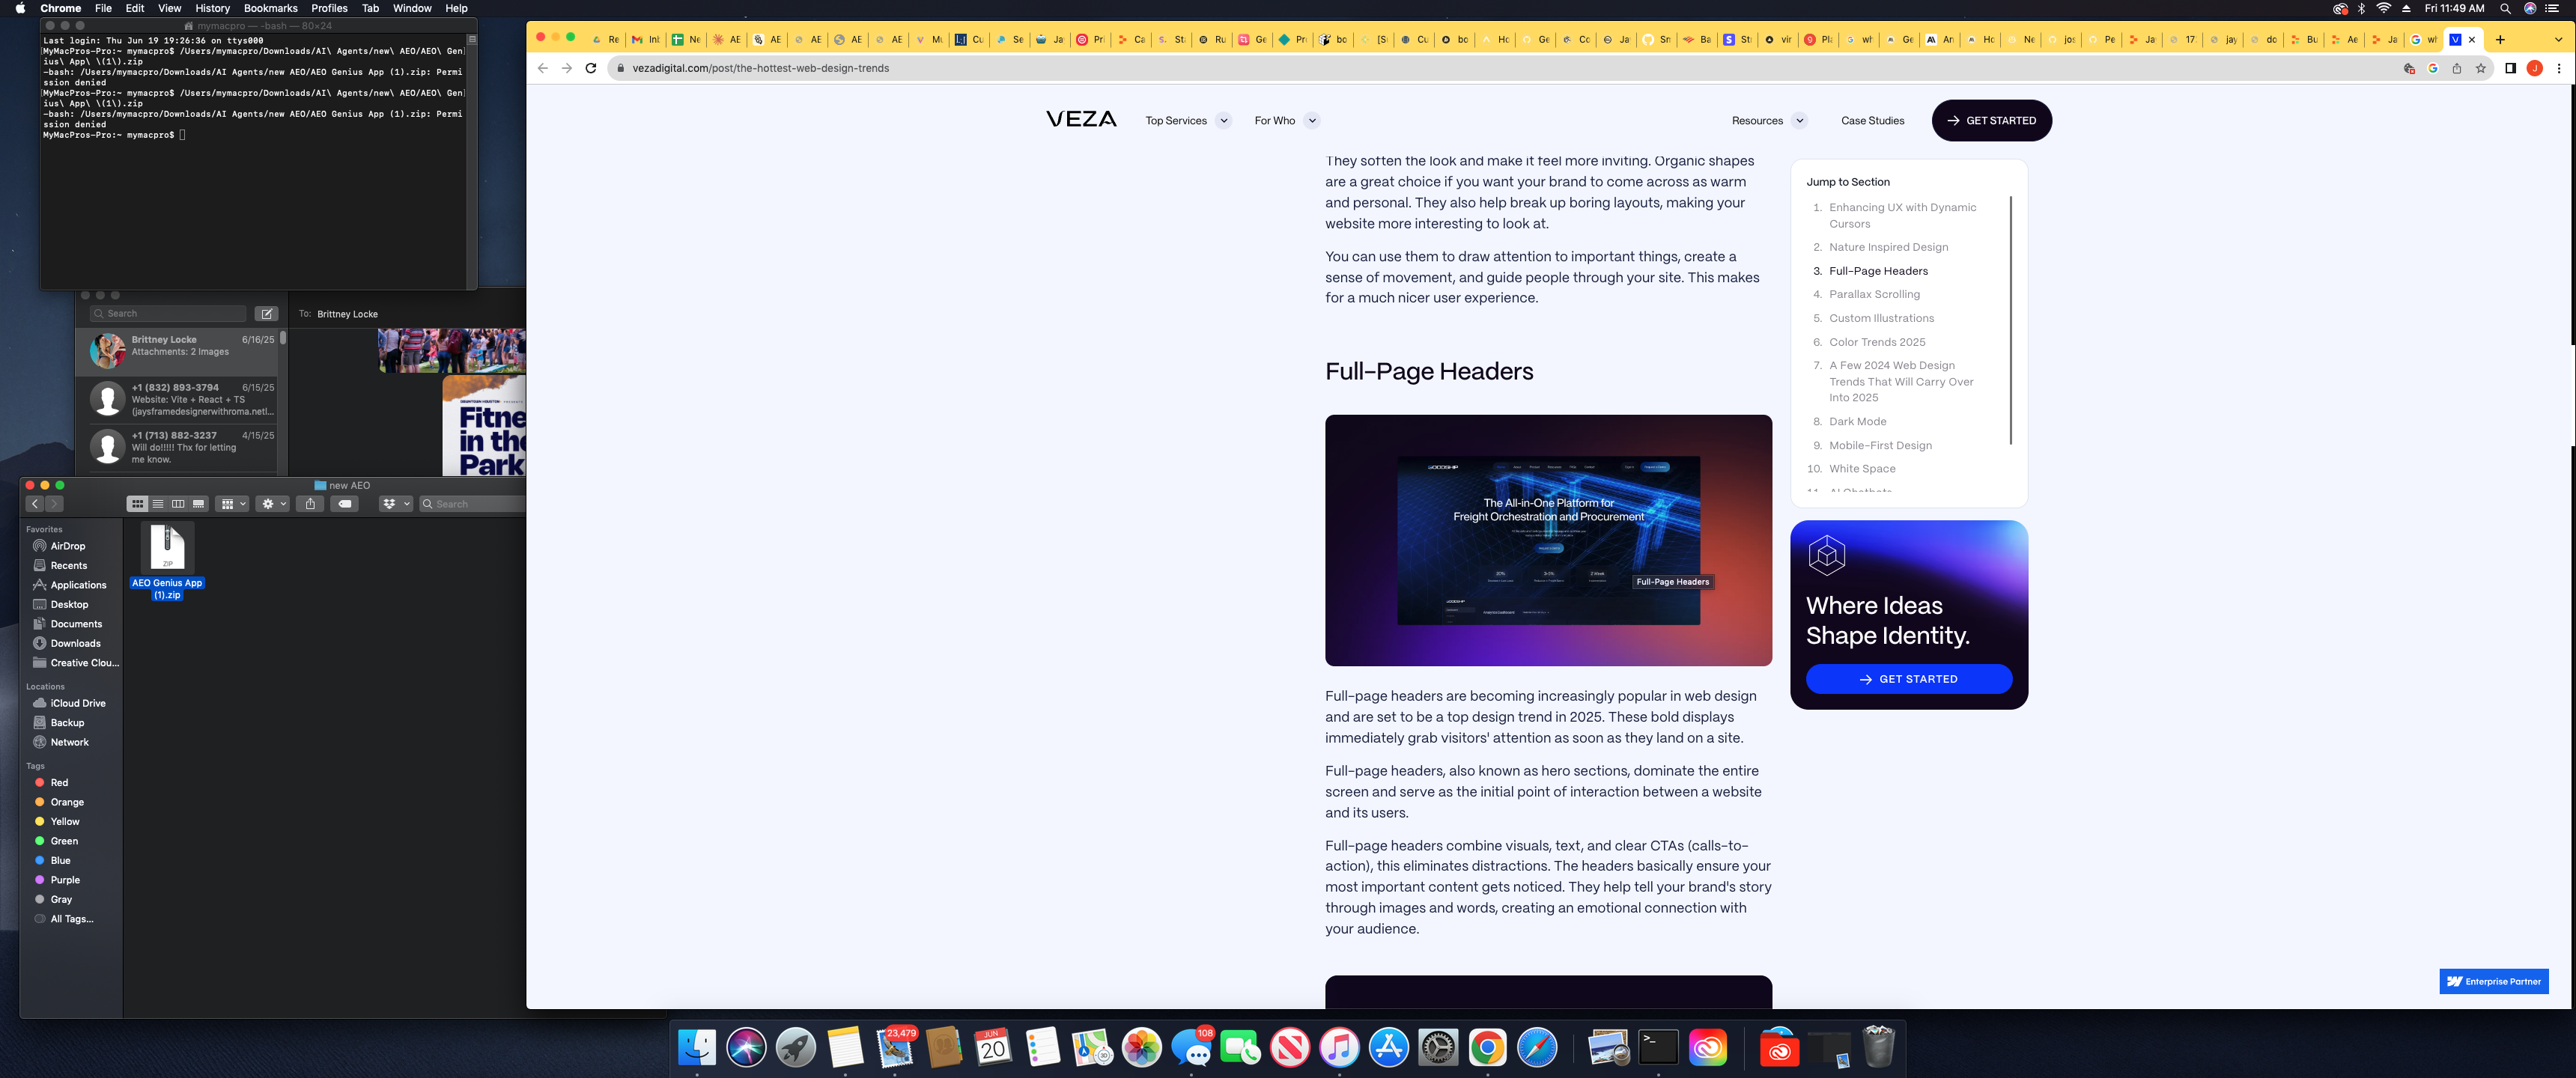 Chrome File Edit View History Bookmarks Profiles Tab Window Help
Fri 11:49 AM
mymacpro — -bash — 80×24
Last login: Thu Jun 19 19:26:36 on ttys000
[MyMacPros-Pro:~ mymacpro$ /Users/mymacpro/Downloads/AI\ Agents/new\ AEO/AEO\ Gen]
ius\ App\ \(1\).zip
-bash: /Users/mymacpro/Downloads/AI Agents/new AEO/AEO Genius App (1).zip: Permi
ssion denied
[MyMacPros-Pro:~ mymacpro$ /Users/mymacpro/Downloads/AI\ Agents/new\ AEO/AEO\ Gen]
ius\ App\ \(1\).zip
-bash: /Users/mymacpro/Downloads/AI Agents/new AEO/AEO Genius App (1).zip: Permi
ssion denied
MyMacPros-Pro:~ mymacpro$
Search
To: Brittney Locke
Brittney Locke 6/16/25
Attachments: 2 Images
+1 (832) 893-3794 6/15/25
Website: Vite + React + TS
(jaysframedesignerwithroma.netl...
+1 (713) 882-3237 4/15/25
Will do!!!!! Thx for letting
me know.
Fitne
in the
Park
new AEO
Search
Favorites
AirDrop
Recents
Applications
Desktop
Documents
Downloads
Creative Clou...
Locations
iCloud Drive
Backup
Network
Tags
Red
Orange
Yellow
Green
Blue
Purple
Gray
All Tags...
ZIP
AEO Genius App
(1).zip
vezadigital.com/post/the-hottest-web-design-trends
J
VEZA
Top Services
For Who
Resources
Case Studies
GET STARTED
They soften the look and make it feel more inviting. Organic shapes
are a great choice if you want your brand to come across as warm
and personal. They also help break up boring layouts, making your
website more interesting to look at.
You can use them to draw attention to important things, create a
sense of movement, and guide people through your site. This makes
for a much nicer user experience.
Full-Page Headers
The All-in-One Platform for
Freight Orchestration and Procurement
Full-Page Headers
Full-page headers are becoming increasingly popular in web design
and are set to be a top design trend in 2025. These bold displays
immediately grab visitors' attention as soon as they land on a site.
Full-page headers, also known as hero sections, dominate the entire
screen and serve as the initial point of interaction between a website
and its users.
Full-page headers combine visuals, text, and clear CTAs (calls-to-
action), this eliminates distractions. The headers basically ensure your
most important content gets noticed. They help tell your brand's story
through images and words, creating an emotional connection with
your audience.
Jump to Section
1. Enhancing UX with Dynamic
Cursors
2. Nature Inspired Design
3. Full-Page Headers
4. Parallax Scrolling
5. Custom Illustrations
6. Color Trends 2025
7. A Few 2024 Web Design
Trends That Will Carry Over
Into 2025
8. Dark Mode
9. Mobile-First Design
10. White Space
11. AI Chatbots
Where Ideas
Shape Identity.
GET STARTED
Enterprise Partner
23,479
JUN
20
108